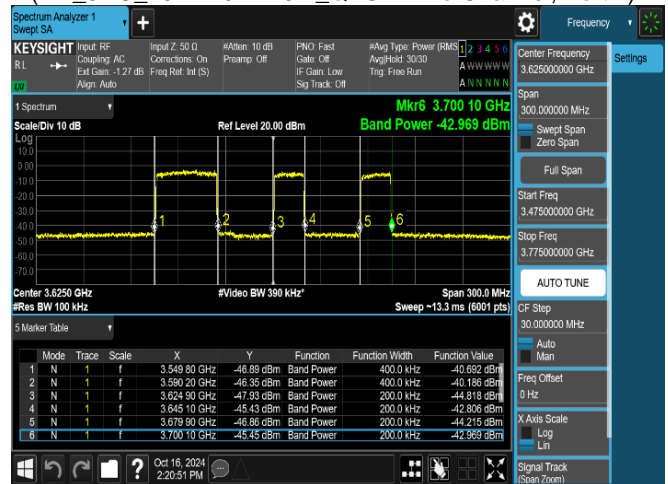 Spectrum Analyzer 1
Swept SA
Frequency
KEYSIGHT
RL
Input: RF
Coupling: AC
Ext Gain: -1.27 dB
Align: Auto
Input Z: 50 Ω
Corrections: On
Freq Ref: Int (S)
#Atten: 10 dB
Preamp: Off
PNO: Fast
Gate: Off
IF Gain: Low
Sig Track: Off
#Avg Type: Power (RMS
Avg|Hold: 30/30
Trig: Free Run
1 2 3 4 5 6
A W W W W W
A N N N N N
1 Spectrum
Scale/Div 10 dB
Ref Level 20.00 dBm
Mkr6 3.700 10 GHz
Band Power -42.969 dBm
Log
10.0
0.00
-10.0
-20.0
-30.0
-40.0
-50.0
-60.0
-70.0
1
2
3
4
5
6
Center 3.6250 GHz
#Video BW 390 kHz*
Span 300.0 MHz
#Res BW 100 kHz
Sweep ~13.3 ms (6001 pts)
5 Marker Table
Mode Trace Scale X Y Function Function Width Function Value
1 N 1 f 3.549 80 GHz -46.89 dBm Band Power 400.0 kHz -40.692 dBm
2 N 1 f 3.590 20 GHz -46.35 dBm Band Power 400.0 kHz -40.186 dBm
3 N 1 f 3.624 90 GHz -47.93 dBm Band Power 200.0 kHz -44.818 dBm
4 N 1 f 3.645 10 GHz -45.43 dBm Band Power 200.0 kHz -42.806 dBm
5 N 1 f 3.679 90 GHz -46.86 dBm Band Power 200.0 kHz -44.215 dBm
6 N 1 f 3.700 10 GHz -45.45 dBm Band Power 200.0 kHz -42.969 dBm
Oct 16, 2024
2:20:51 PM
Center Frequency
3.625000000 GHz
Settings
Span
300.000000 MHz
Swept Span
Zero Span
Full Span
Start Freq
3.475000000 GHz
Stop Freq
3.775000000 GHz
AUTO TUNE
CF Step
30.000000 MHz
Auto
Man
Freq Offset
0 Hz
X Axis Scale
Log
Lin
Signal Track
(Span Zoom)